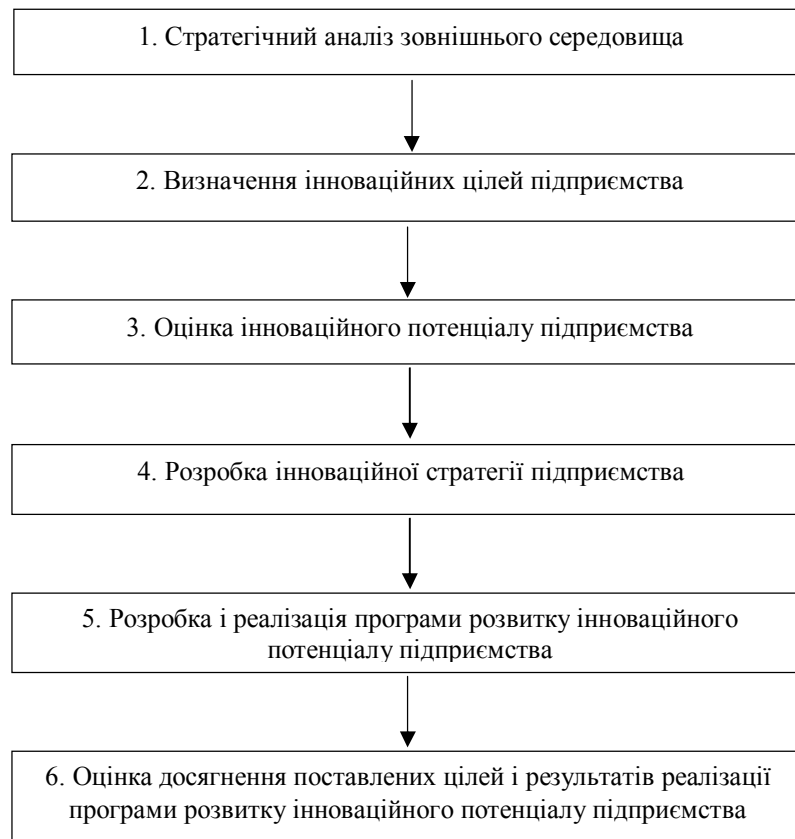 1. Стратегічний аналіз зовнішнього середовища
2. Визначення інноваційних цілей підприємства
3. Оцінка інноваційного потенціалу підприємства
4. Розробка інноваційної стратегії підприємства
5. Розробка і реалізація програми розвитку інноваційного
потенціалу підприємства
6. Оцінка досягнення поставлених цілей і результатів реалізації
програми розвитку інноваційного потенціалу підприємства